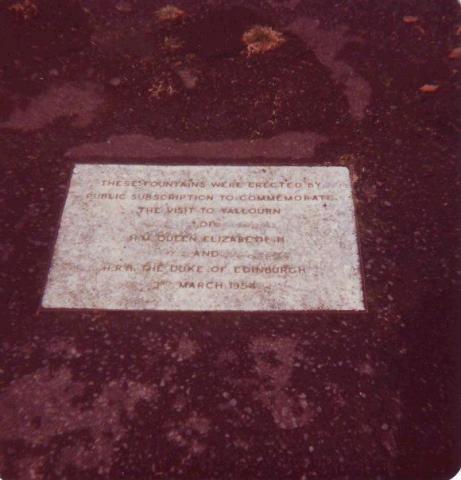 THESE FOUNTAINS WERE ERECTED BY
PUBLIC SUBSCRIPTION TO COMMEMORATE
THE VISIT TO YALLOURN
OF
H.M. QUEEN ELIZABETH II
AND
H.R.H. THE DUKE OF EDINBURGH
3RD MARCH 1954